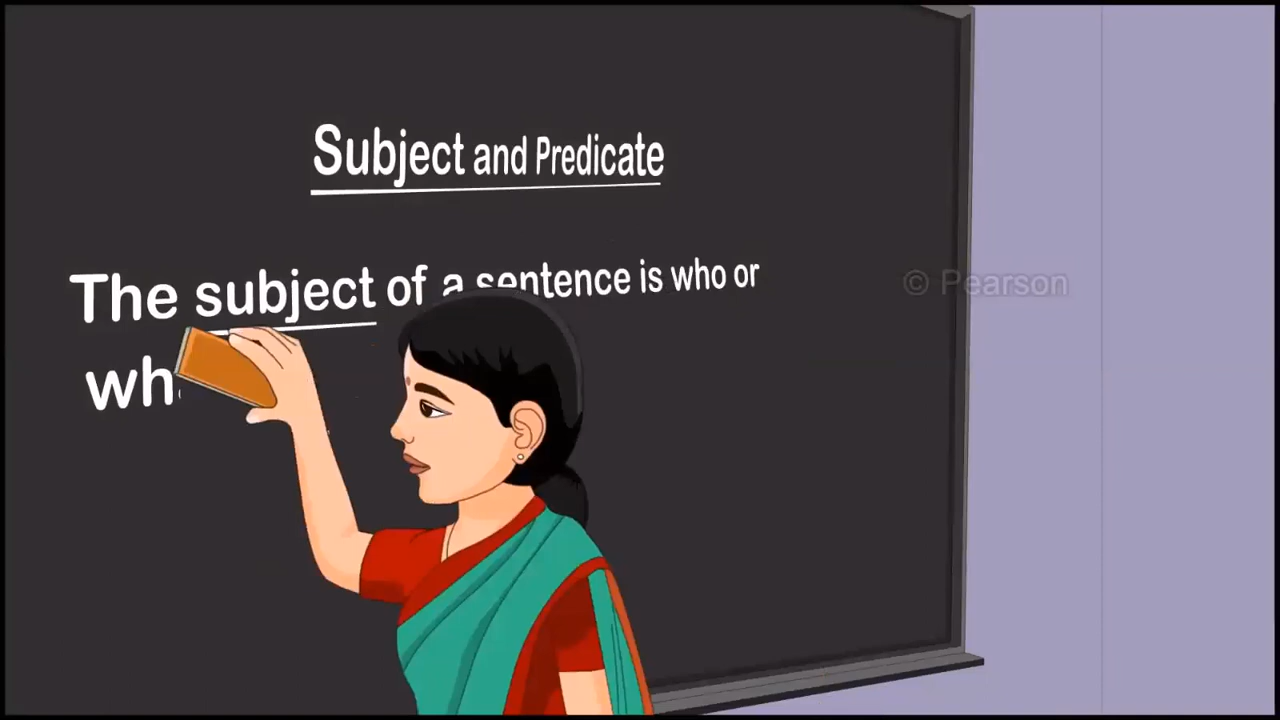 Subject and Predicate
The subject of a sentence is who or
© Pearson